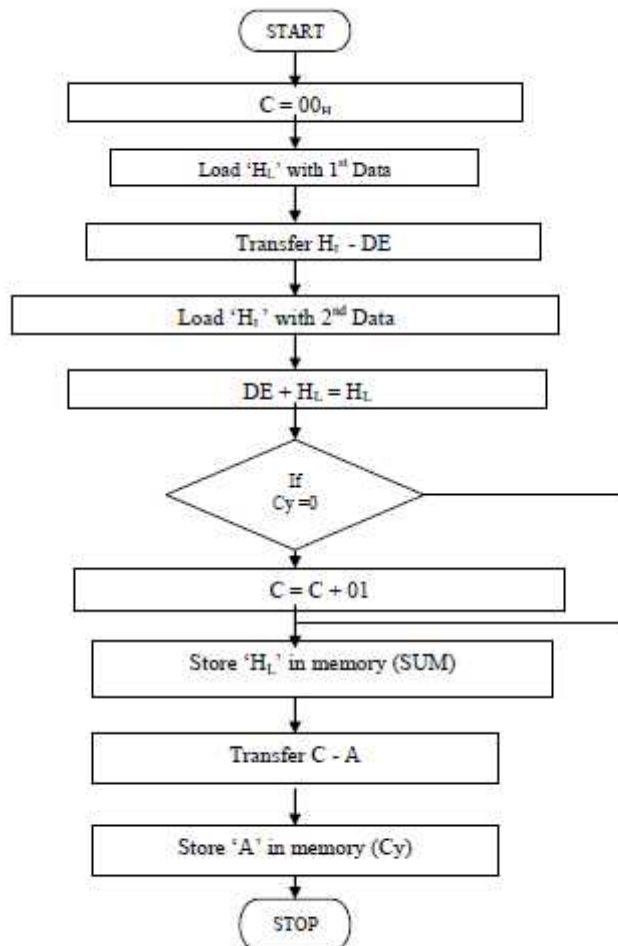 START
C = 00H
Load ‘HL’ with 1st Data
Transfer HL - DE
Load ‘HL’ with 2nd Data
DE + HL = HL
If
Cy =0
C = C + 01
Store ‘HL’ in memory (SUM)
Transfer C - A
Store ‘A’ in memory (Cy)
STOP